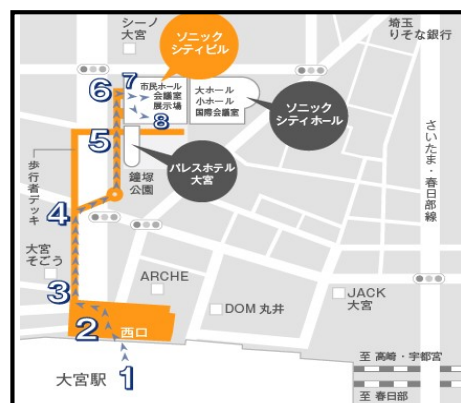 シーノ
大宮
ソニック
シティビル
埼玉
りそな銀行
7
6
市民ホール
会議室
展示場
大ホール
小ホール
国際会議室
ソニック
シティホール
8
5
パレスホテル
大宮
鐘塚
公園
歩行者デッキ
さいたま・春日部線
4
大宮
そごう
3
ARCHE
JACK
大宮
DOM 丸井
2
西口
1
大宮駅
至 高崎・宇都宮
至 春日部